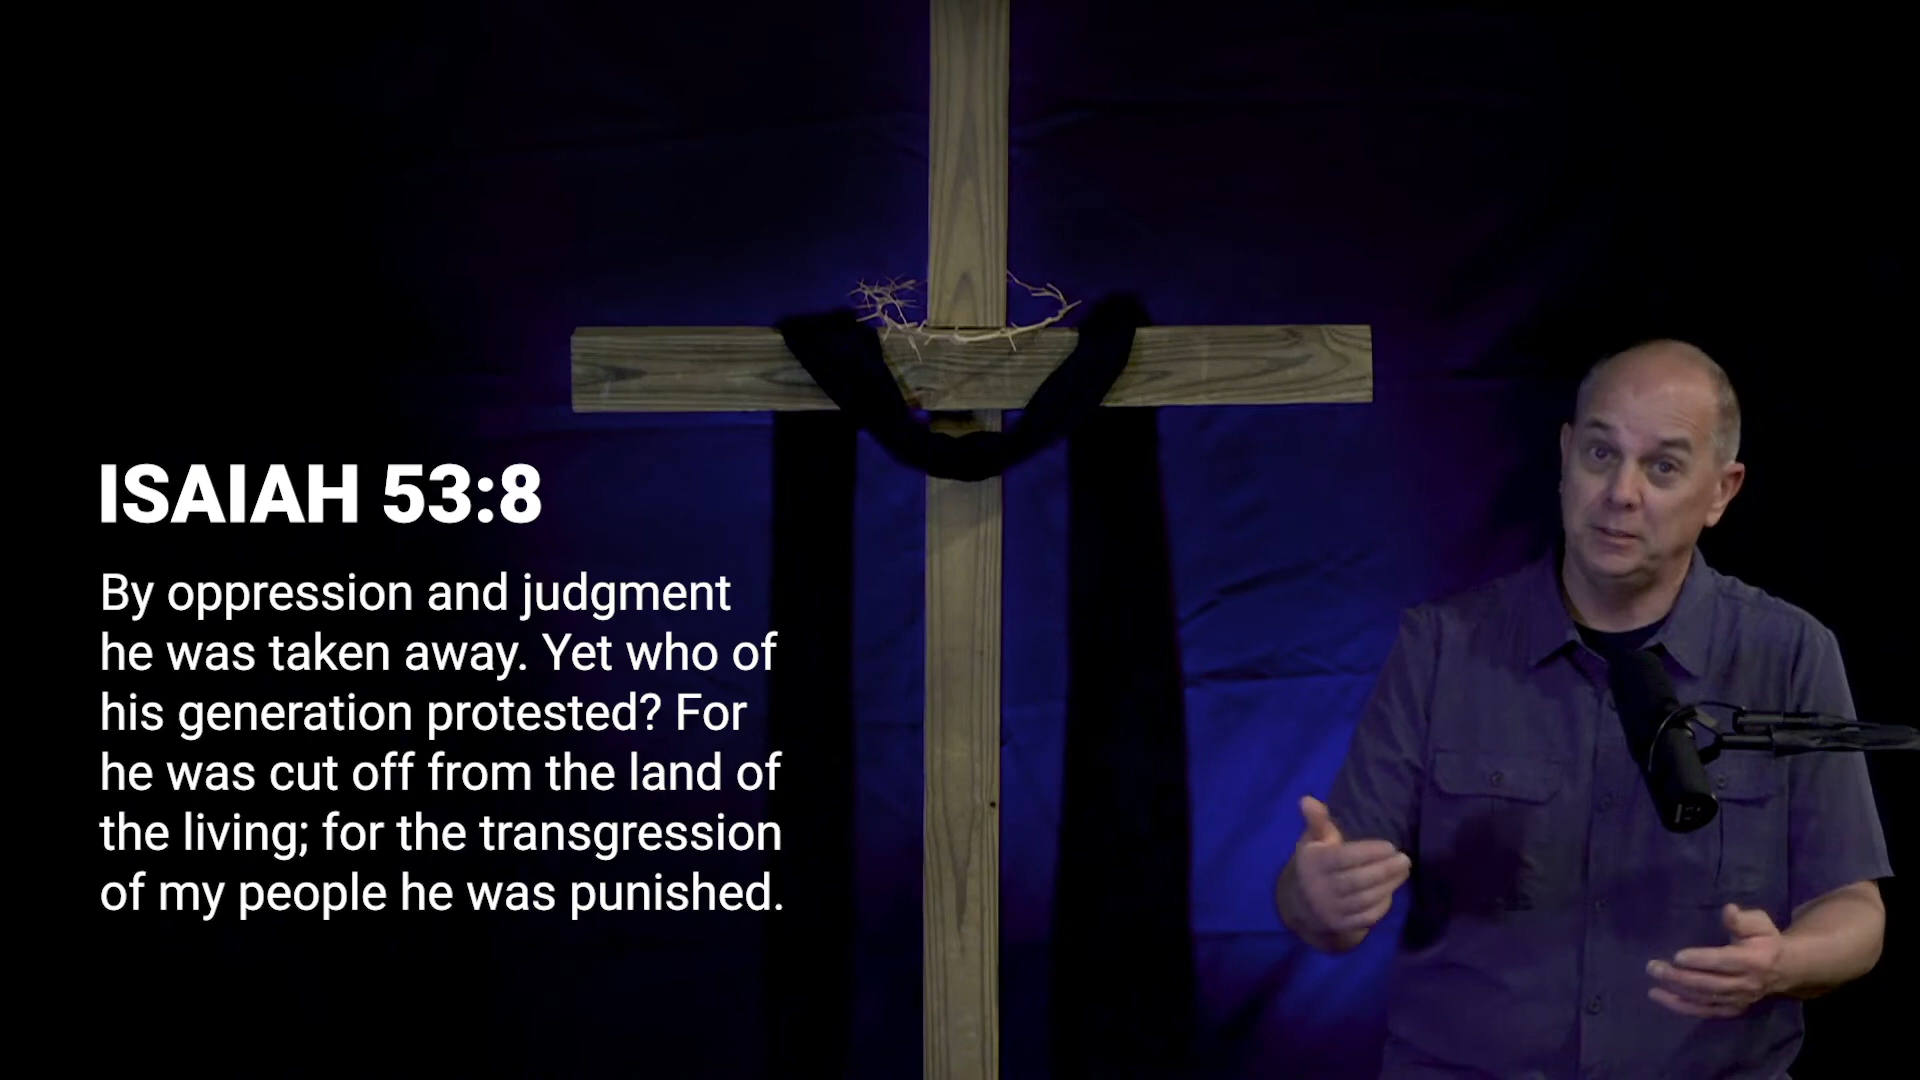 ISAIAH 53:8
By oppression and judgment
he was taken away. Yet who of
his generation protested? For
he was cut off from the land of
the living; for the transgression
of my people he was punished.